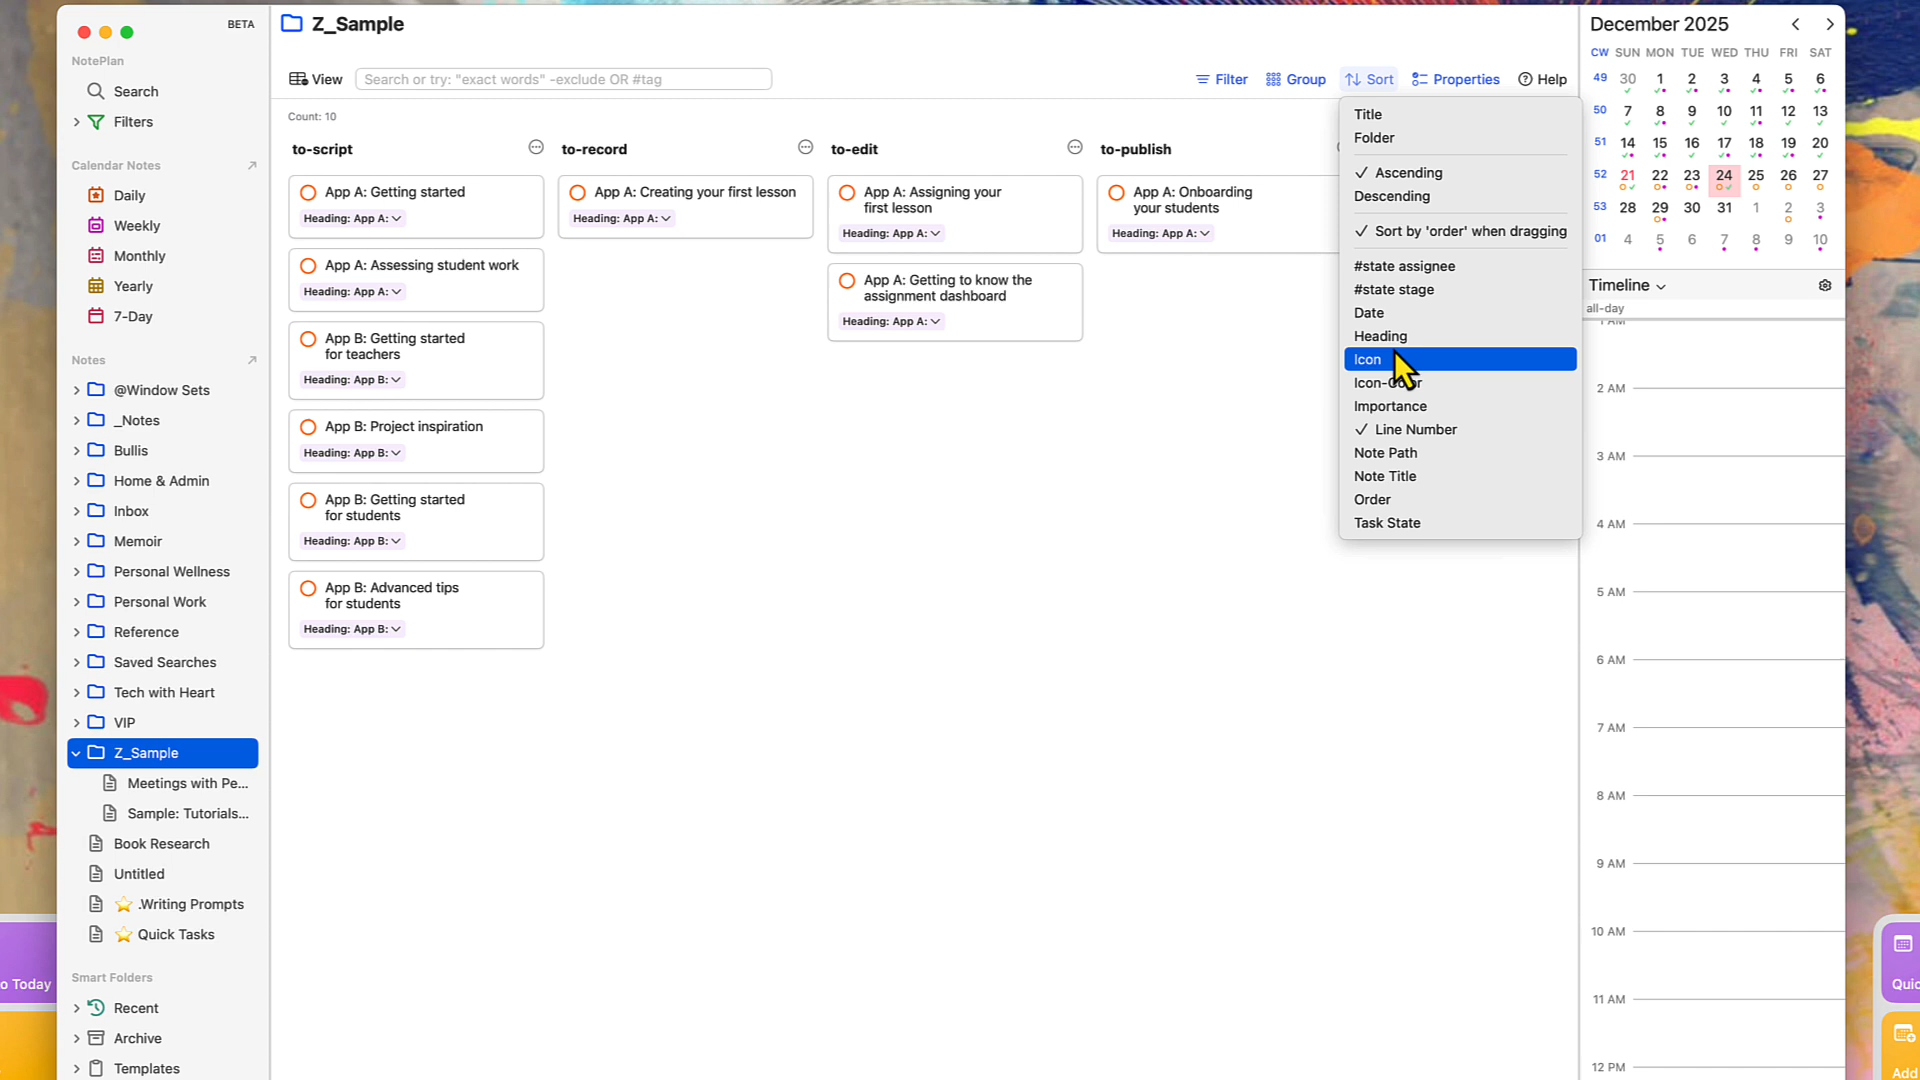 BETA
NotePlan
Search
Filters
Calendar Notes
Daily
Weekly
Monthly
Yearly
7-Day
Notes
@Window Sets
_Notes
Bullis
Home & Admin
Inbox
Memoir
Personal Wellness
Personal Work
Reference
Saved Searches
Tech with Heart
VIP
Z_Sample
Meetings with Pe...
Sample: Tutorials...
Book Research
Untitled
.Writing Prompts
Quick Tasks
Smart Folders
Recent
Archive
Templates
o Today
Z_Sample
View
Search or try: "exact words" -exclude OR #tag
Filter
Group
Sort
Properties
Help
Count: 10
to-script
App A: Getting started
Heading: App A:
App A: Assessing student work
Heading: App A:
App B: Getting started
for teachers
Heading: App B:
App B: Project inspiration
Heading: App B:
App B: Getting started
for students
Heading: App B:
App B: Advanced tips
for students
Heading: App B:
to-record
App A: Creating your first lesson
Heading: App A:
to-edit
App A: Assigning your
first lesson
Heading: App A:
App A: Getting to know the
assignment dashboard
Heading: App A:
to-publish
App A: Onboarding
your students
Heading: App A:
Title
Folder
✓ Ascending
Descending
✓ Sort by 'order' when dragging
#state assignee
#state stage
Date
Heading
Icon
Icon-Color
Importance
✓ Line Number
Note Path
Note Title
Order
Task State
December 2025
CW SUN MON TUE WED THU FRI SAT
49 30 1 2 3 4 5 6
50 7 8 9 10 11 12 13
51 14 15 16 17 18 19 20
52 21 22 23 24 25 26 27
53 28 29 30 31 1 2 3
01 4 5 6 7 8 9 10
Timeline
all-day
1 AM
2 AM
3 AM
4 AM
5 AM
6 AM
7 AM
8 AM
9 AM
10 AM
11 AM
12 PM
Quic
Add